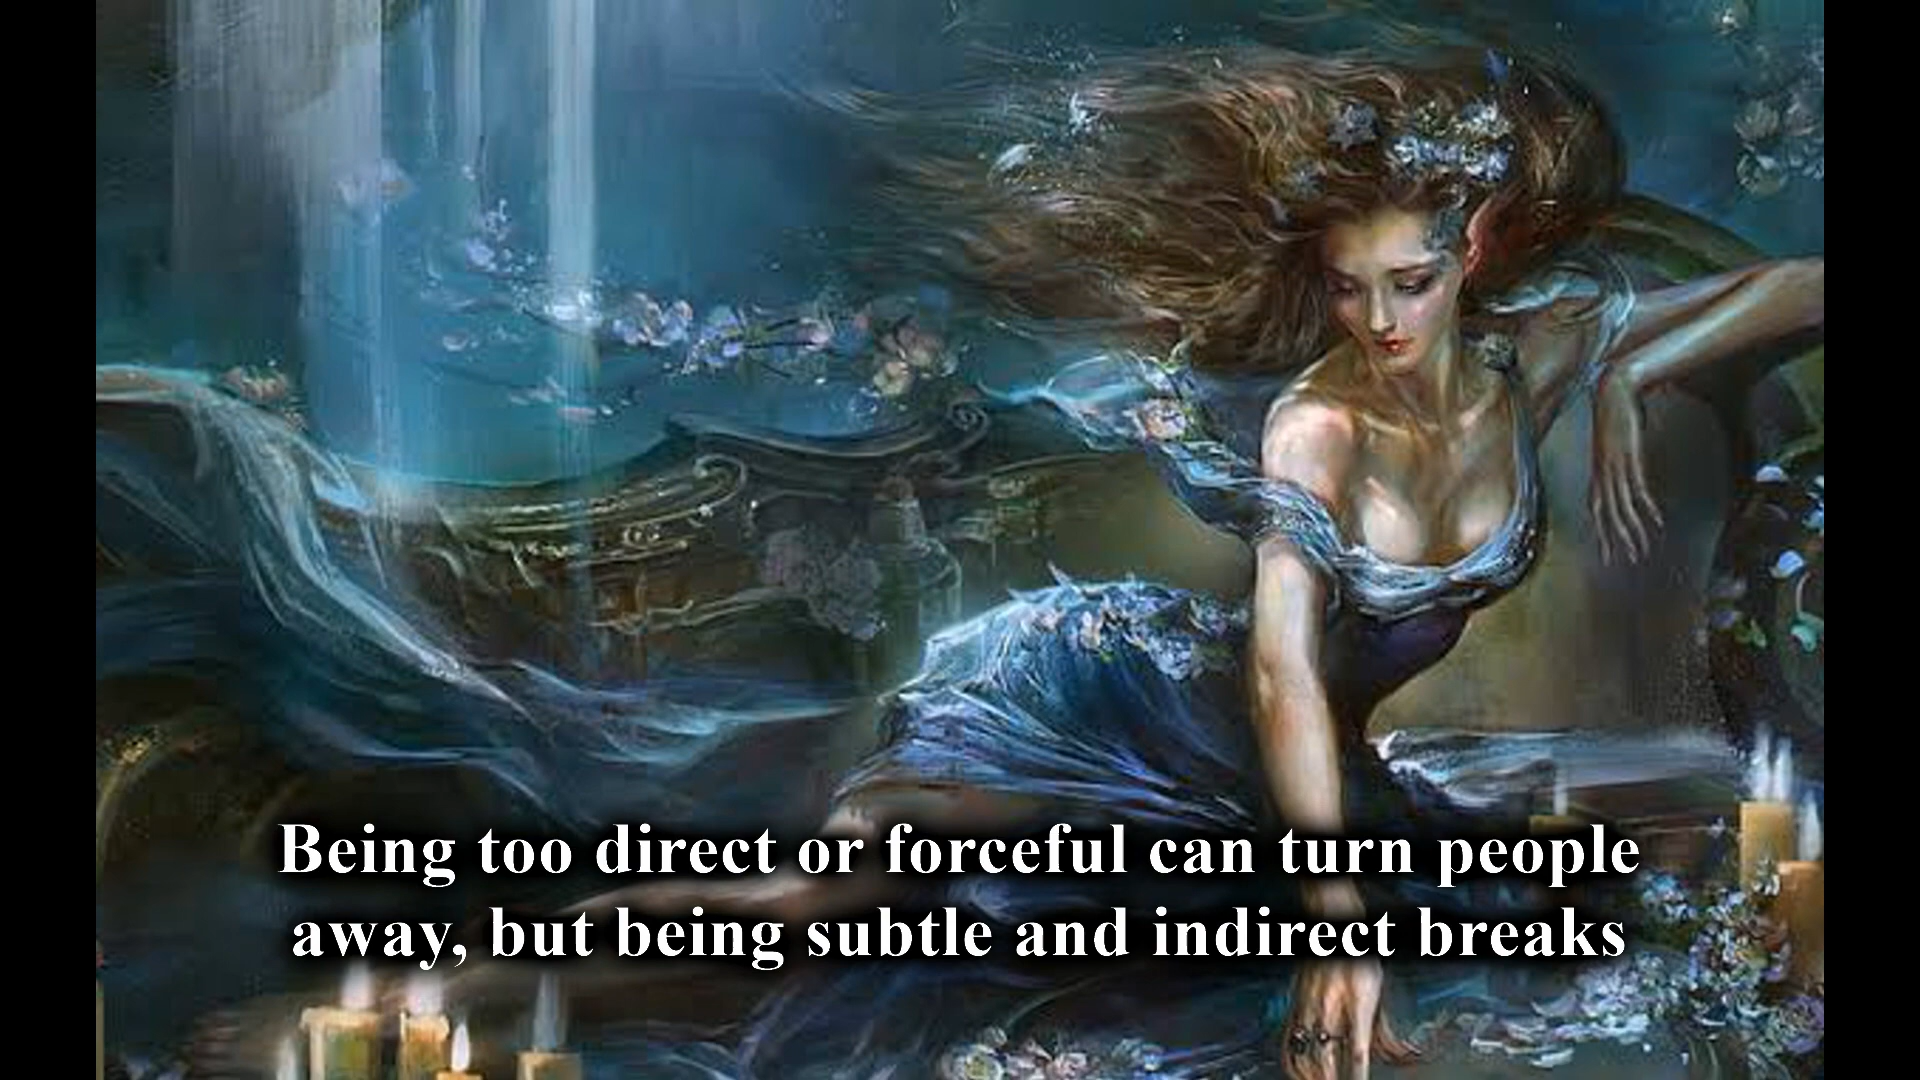 Being too direct or forceful can turn people
away, but being subtle and indirect breaks